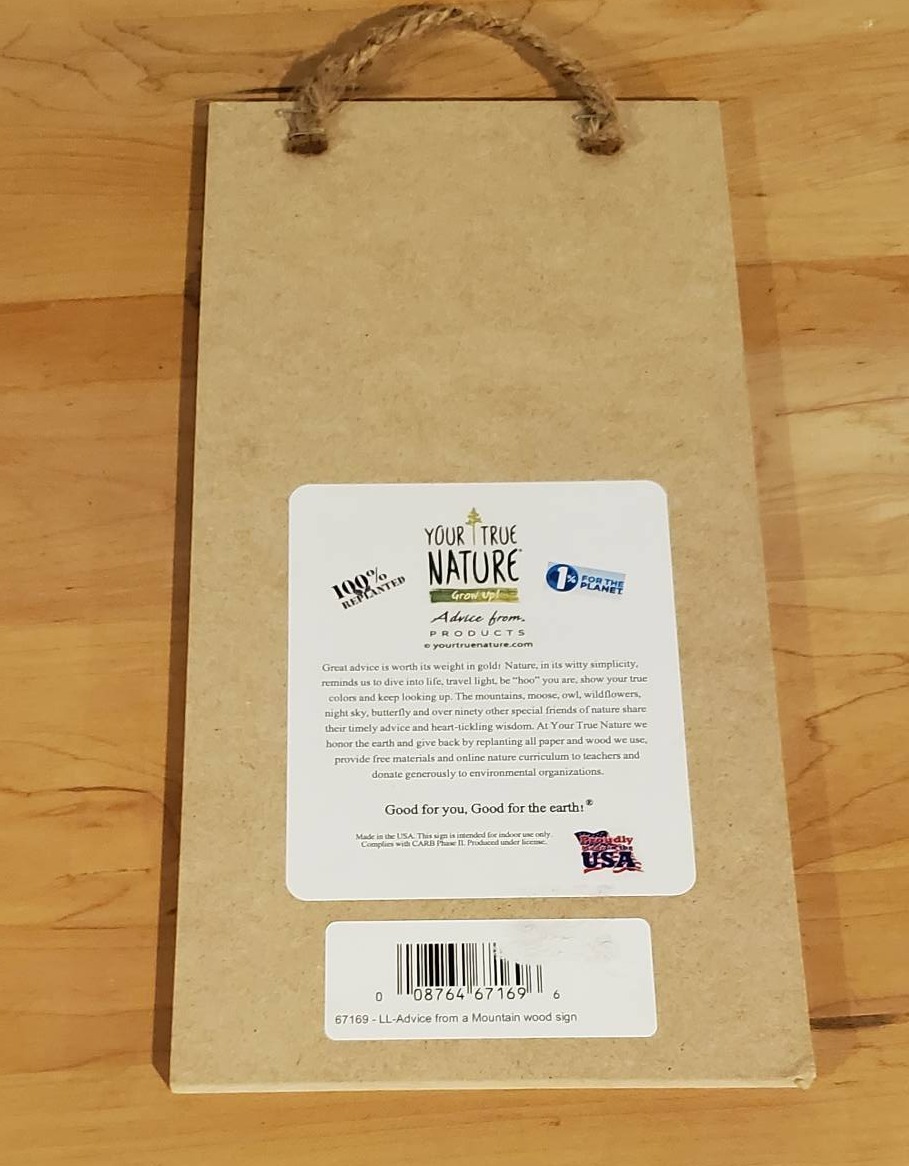 YOUR TRUE
NATURE®
Grow Up!
100%
REPLANTED
1% FOR THE
PLANET
Advice from
PRODUCTS
© yourtruenature.com
Great advice is worth its weight in gold! Nature, in its witty simplicity,
reminds us to dive into life, travel light, be "hoo" you are, show your true
colors and keep looking up. The mountains, moose, owl, wildflowers,
night sky, butterfly and over ninety other special friends of nature share
their timely advice and heart-tickling wisdom. At Your True Nature we
honor the earth and give back by replanting all paper and wood we use,
provide free materials and online nature curriculum to teachers and
donate generously to environmental organizations.
Good for you, Good for the earth!®
Made in the USA. This sign is intended for indoor use only.
Complies with CARB Phase II. Produced under license.
Proudly
Made in the
USA
0 08764 67169 6
67169 - LL-Advice from a Mountain wood sign